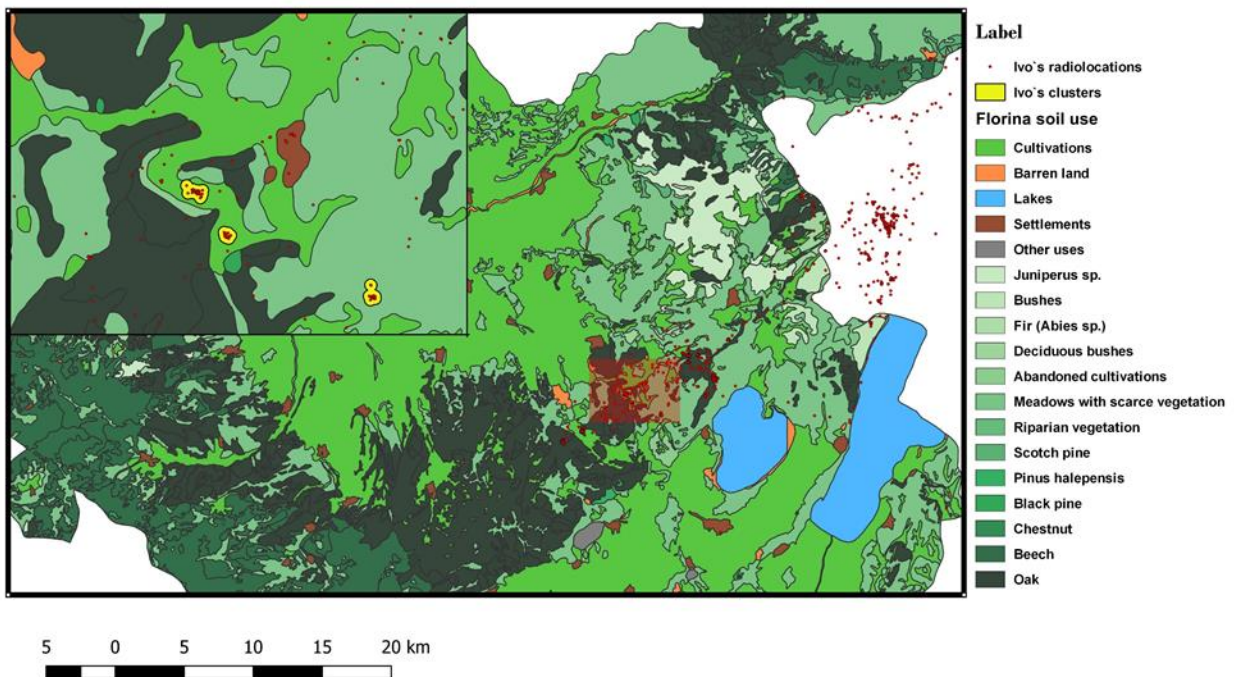 Label
Ivo`s radiolocations
Ivo`s clusters
Florina soil use
Cultivations
Barren land
Lakes
Settlements
Other uses
Juniperus sp.
Bushes
Fir (Abies sp.)
Deciduous bushes
Abandoned cultivations
Meadows with scarce vegetation
Riparian vegetation
Scotch pine
Pinus halepensis
Black pine
Chestnut
Beech
Oak
5 0 5 10 15 20 km